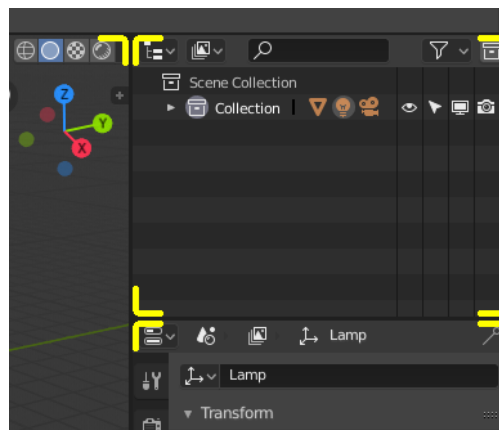 Scene Collection
Z
Collection
Y
X
Lamp
Lamp
Transform